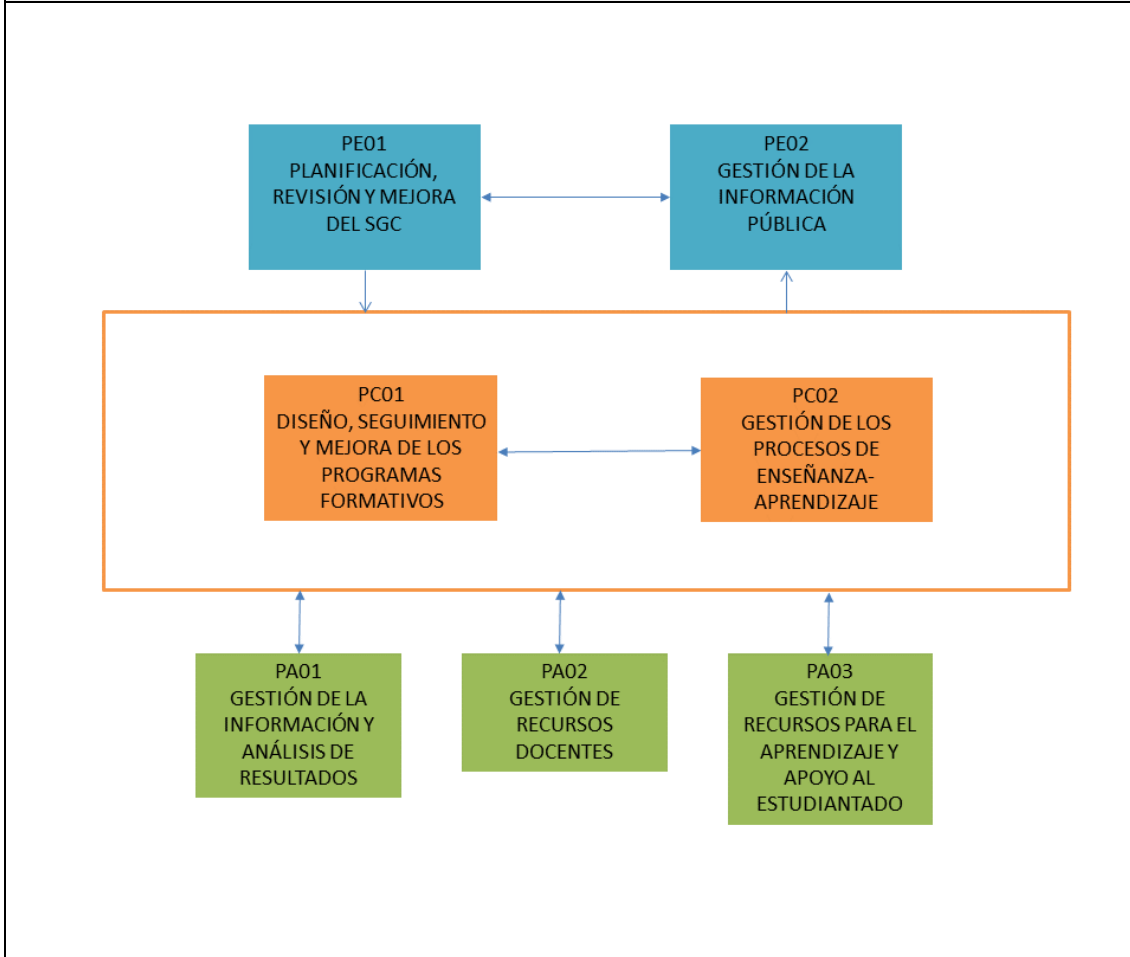 PE01
PLANIFICACIÓN,
REVISIÓN Y MEJORA
DEL SGC
PE02
GESTIÓN DE LA
INFORMACIÓN
PÚBLICA
PC01
DISEÑO, SEGUIMIENTO
Y MEJORA DE LOS
PROGRAMAS
FORMATIVOS
PC02
GESTIÓN DE LOS
PROCESOS DE
ENSEÑANZA-
APRENDIZAJE
PA01
GESTIÓN DE LA
INFORMACIÓN Y
ANÁLISIS DE
RESULTADOS
PA02
GESTIÓN DE
RECURSOS
DOCENTES
PA03
GESTIÓN DE
RECURSOS PARA EL
APRENDIZAJE Y
APOYO AL
ESTUDIANTADO